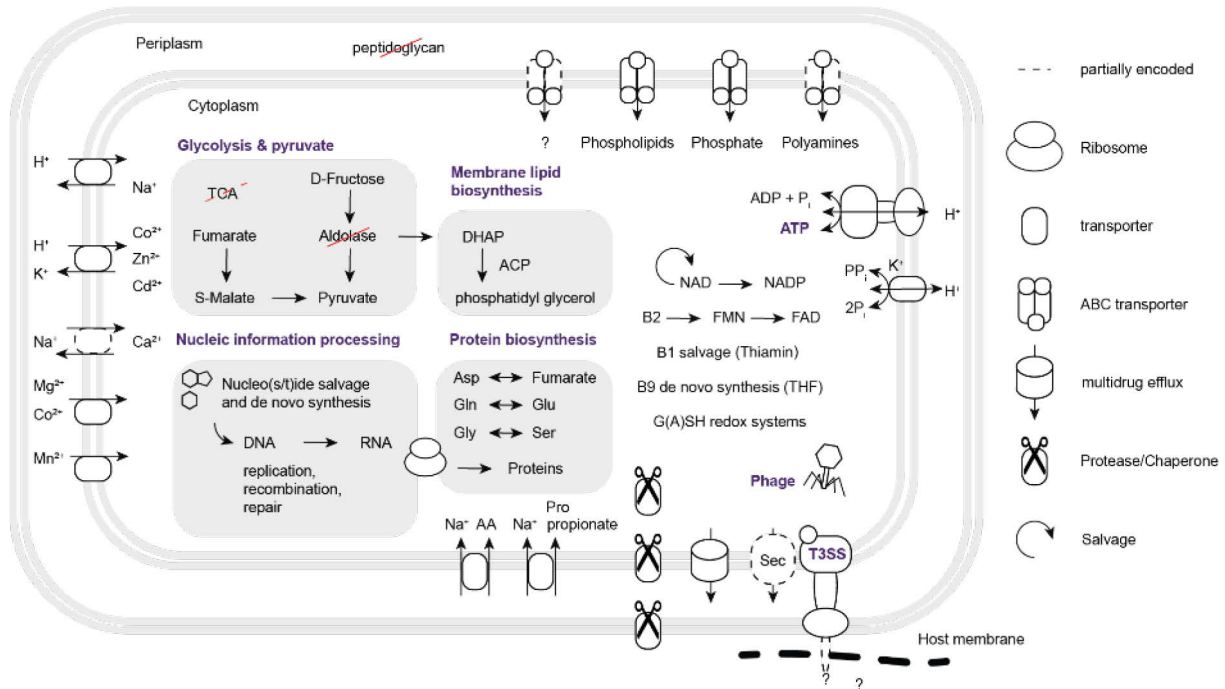 Periplasm
peptidoglycan
Cytoplasm
?
Phospholipids
Phosphate
Polyamines
Glycolysis & pyruvate
TCA
D-Fructose
Fumarate
Aldolase
S-Malate
Pyruvate
Membrane lipid
biosynthesis
DHAP
ACP
phosphatidyl glycerol
H⁺
Na⁺
H⁺
K⁺
Co²⁺
Zn²⁺
Cd²⁺
Na⁺
Ca²⁺
Mg²⁺
Co²⁺
Mn²⁺
Nucleic information processing
Nucleo(s/t)ide salvage
and de novo synthesis
DNA
RNA
replication,
recombination,
repair
Protein biosynthesis
Asp
Fumarate
Gln
Glu
Gly
Ser
Proteins
ADP + Pᵢ
ATP
H⁺
PPᵢ
K⁺
2Pᵢ
H⁺
NAD
NADP
B2
FMN
FAD
B1 salvage (Thiamin)
B9 de novo synthesis (THF)
G(A)SH redox systems
Phage
Na⁺ AA
Na⁺
Pro
propionate
Sec
T3SS
Host membrane
?
?
partially encoded
Ribosome
transporter
ABC transporter
multidrug efflux
Protease/Chaperone
Salvage